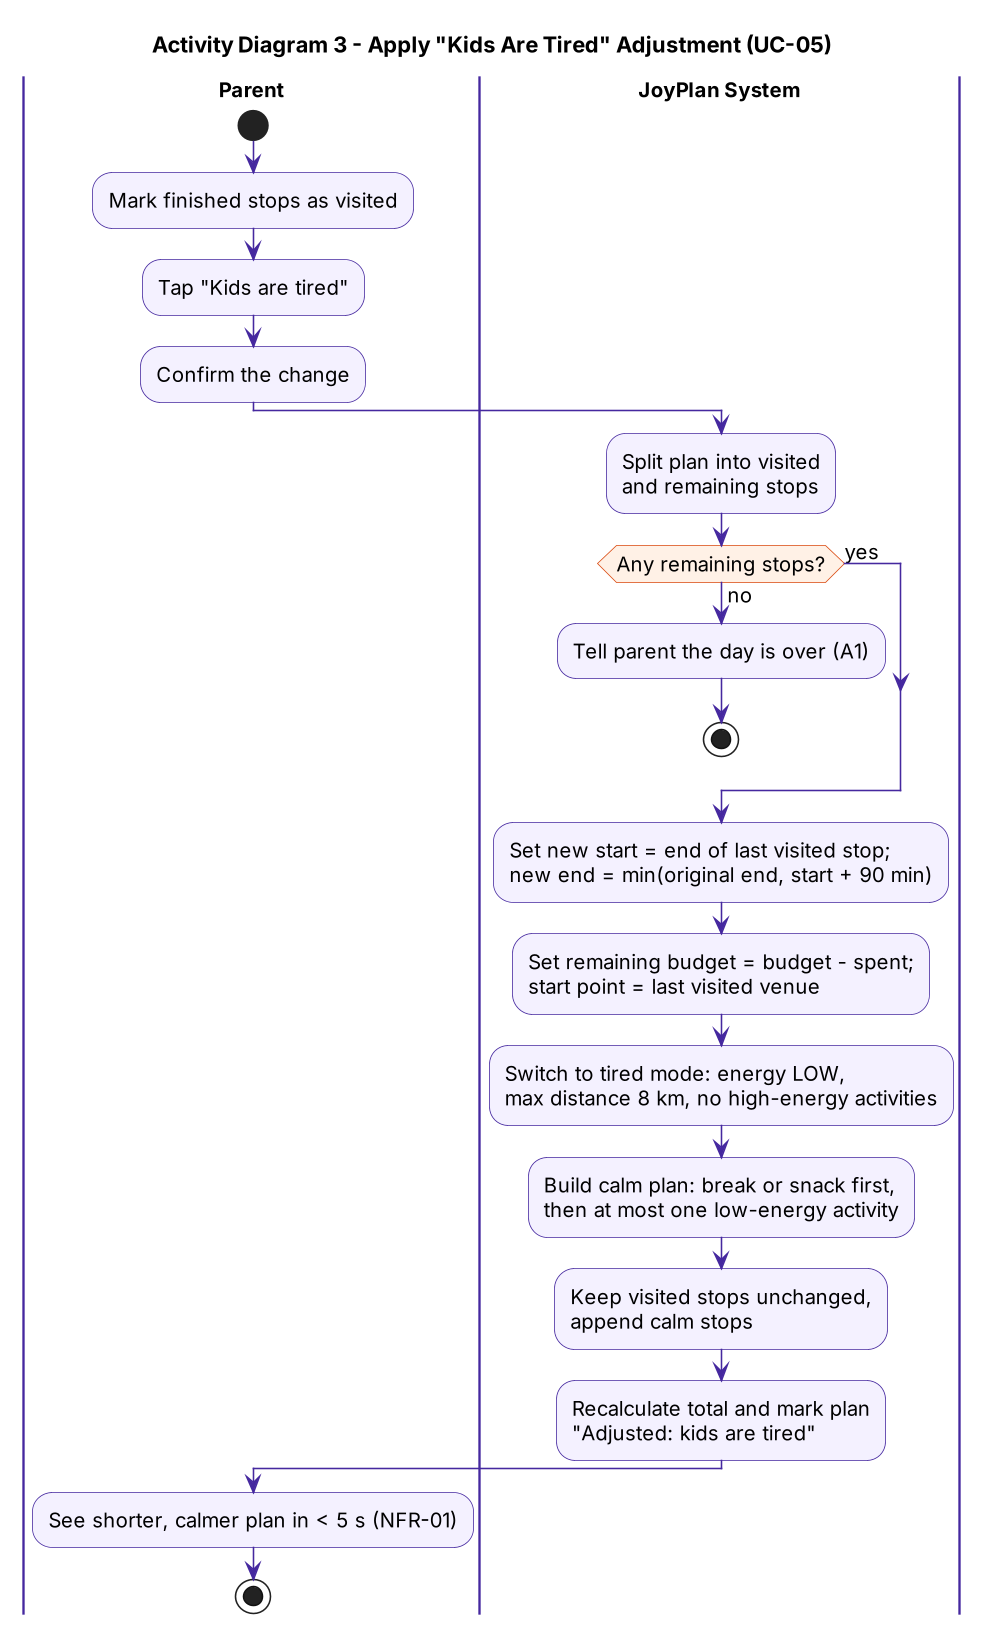 Activity Diagram 3 - Apply "Kids Are Tired" Adjustment (UC-05)
Parent
JoyPlan System
Mark finished stops as visited
Tap "Kids are tired"
Confirm the change
Split plan into visited
and remaining stops
Any remaining stops?
yes
no
Tell parent the day is over (A1)
Set new start = end of last visited stop;
new end = min(original end, start + 90 min)
Set remaining budget = budget - spent;
start point = last visited venue
Switch to tired mode: energy LOW,
max distance 8 km, no high-energy activities
Build calm plan: break or snack first,
then at most one low-energy activity
Keep visited stops unchanged,
append calm stops
Recalculate total and mark plan
"Adjusted: kids are tired"
See shorter, calmer plan in < 5 s (NFR-01)